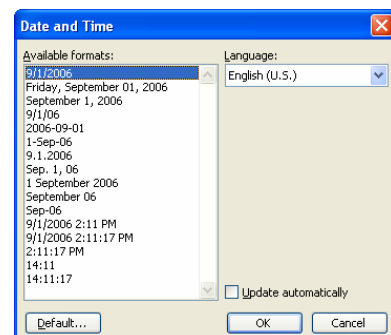 Date and Time
Available formats:
Language:
9/1/2006
English (U.S.)
Friday, September 01, 2006
September 1, 2006
9/1/06
2006-09-01
1-Sep-06
9.1.2006
Sep. 1, 06
1 September 2006
September 06
Sep-06
9/1/2006 2:11 PM
9/1/2006 2:11:17 PM
2:11:17 PM
14:11
14:11:17
Update automatically
Default...
OK
Cancel